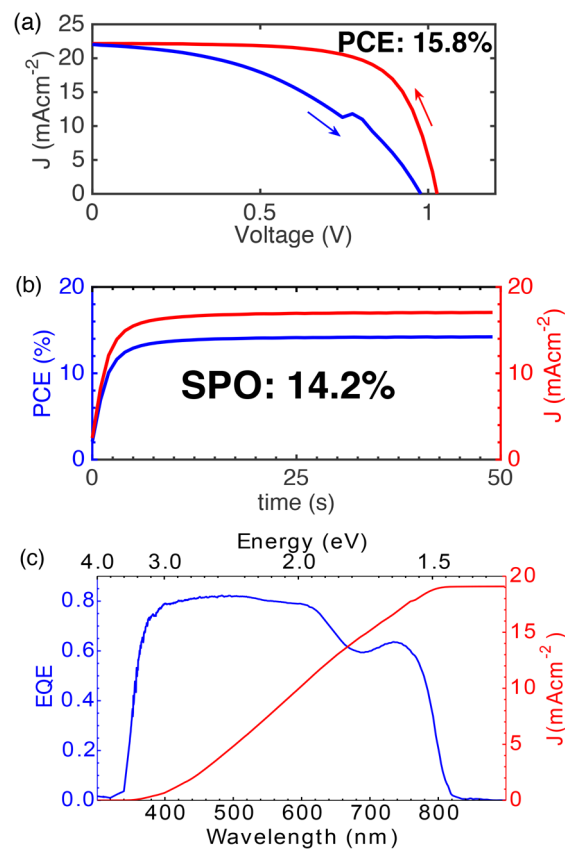 (a)
25
20
15
10
5
0
J (mAcm⁻²)
PCE: 15.8%
0
0.5
1
Voltage (V)
(b)
20
10
0
PCE (%)
SPO: 14.2%
20
10
0
J (mAcm⁻²)
0
25
50
time (s)
(c)
Energy (eV)
4.0
3.0
2.0
1.5
0.8
0.6
0.4
0.2
0.0
EQE
20
15
10
5
0
J(mAcm⁻²)
400
500
600
700
800
Wavelength (nm)